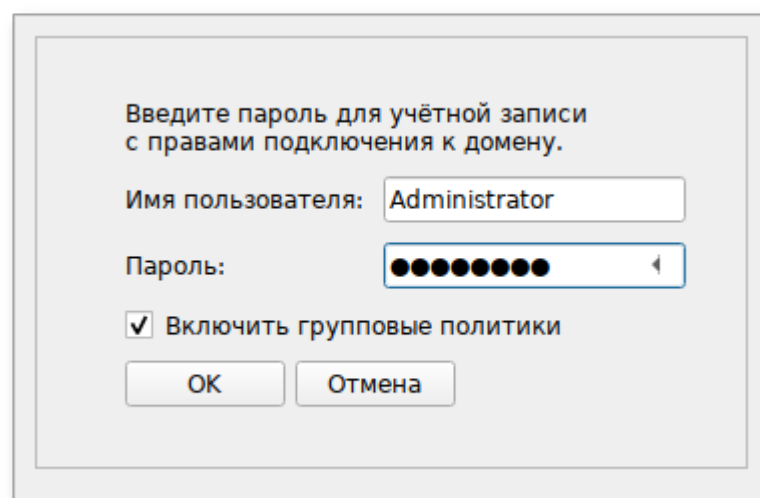 Введите пароль для учётной записи
с правами подключения к домену.
Имя пользователя: Administrator
Пароль: ●●●●●●●●
Включить групповые политики
OK Отмена